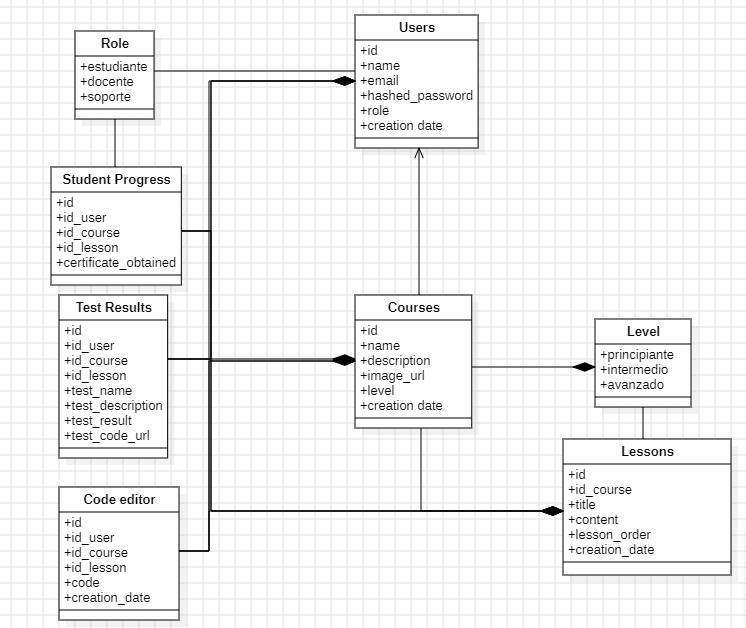 Role
+estudiante
+docente
+soporte
Users
+id
+name
+email
+hashed_password
+role
+creation date
Student Progress
+id
+id_user
+id_course
+id_lesson
+certificate_obtained
Test Results
+id
+id_user
+id_course
+id_lesson
+test_name
+test_description
+test_result
+test_code_url
Courses
+id
+name
+description
+image_url
+level
+creation date
Level
+principiante
+intermedio
+avanzado
Lessons
+id
+id_course
+title
+content
+lesson_order
+creation_date
Code editor
+id
+id_user
+id_course
+id_lesson
+code
+creation_date